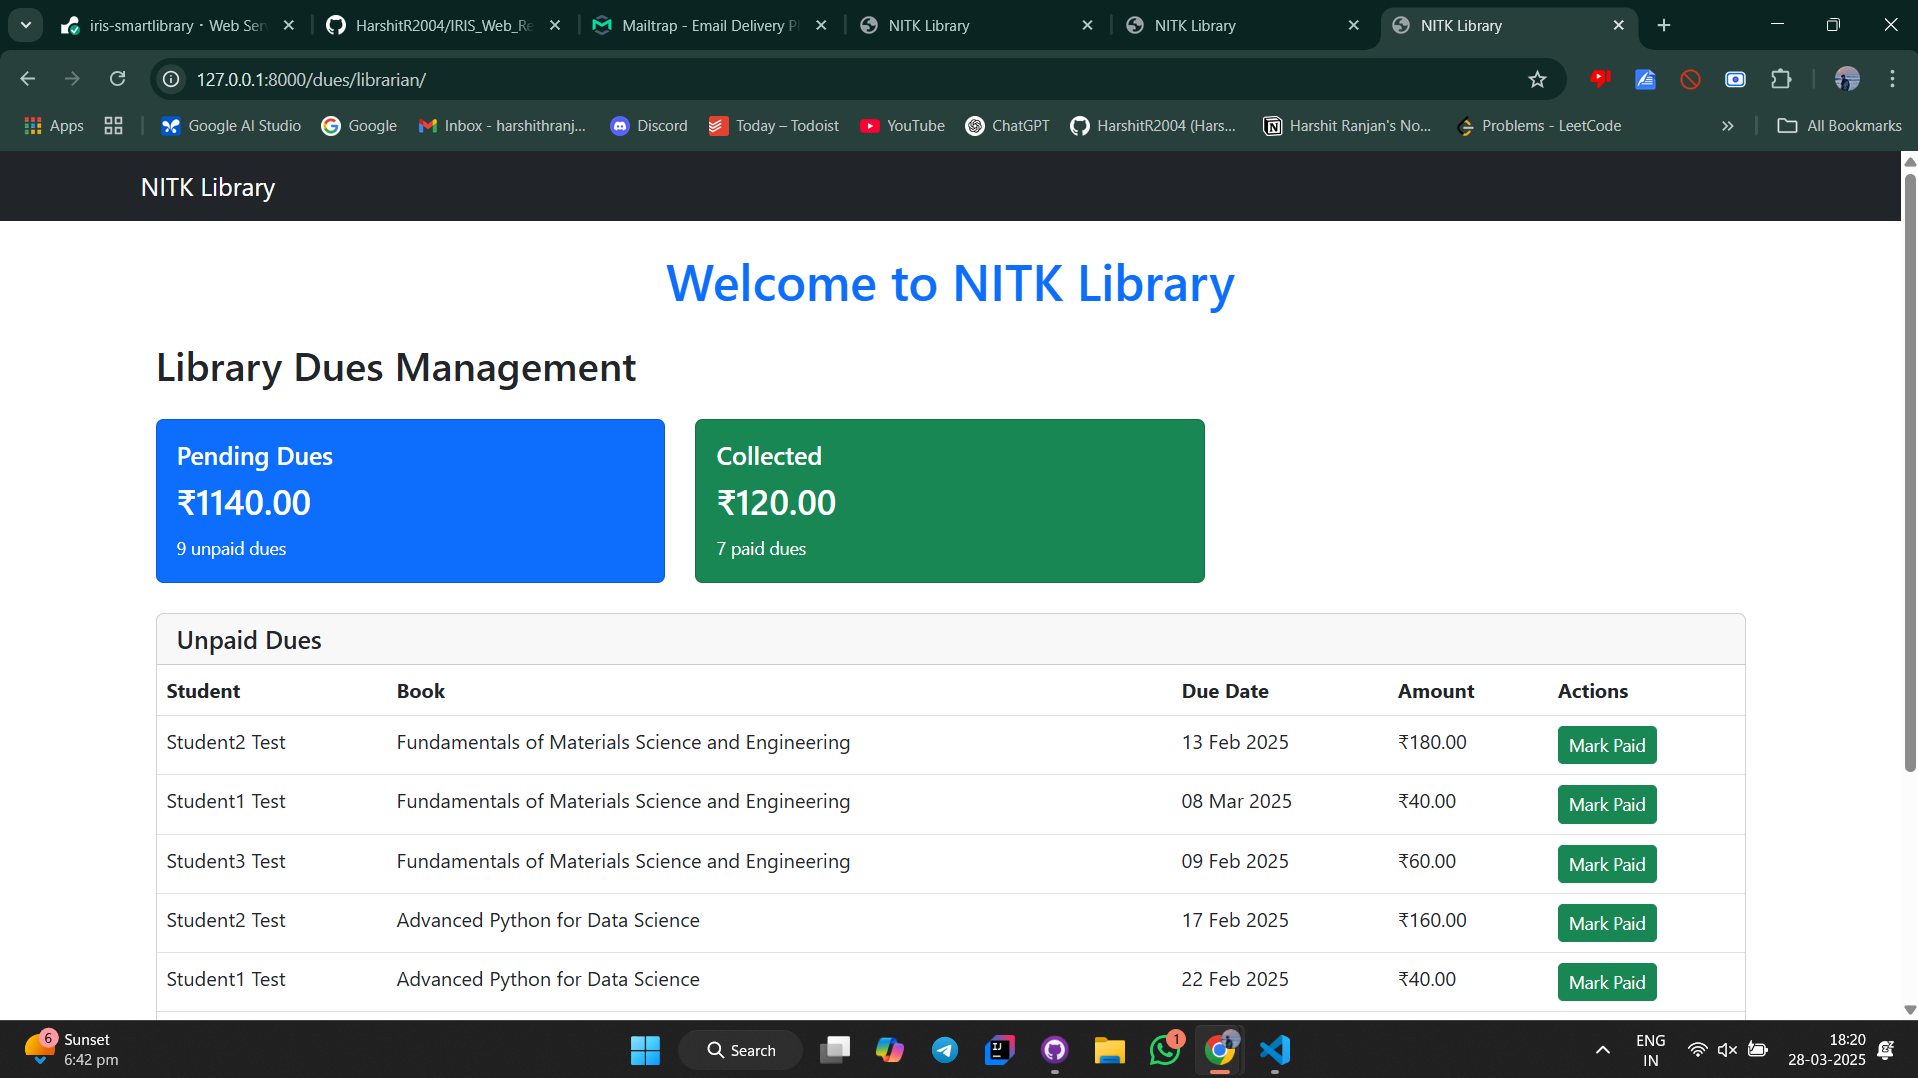 iris-smartlibrary · Web Ser
HarshitR2004/IRIS_Web_Re
Mailtrap - Email Delivery Pl
NITK Library
NITK Library
NITK Library
127.0.0.1:8000/dues/librarian/
Apps
Google AI Studio
Google
Inbox - harshithranj...
Discord
Today – Todoist
YouTube
ChatGPT
HarshitR2004 (Hars...
Harshit Ranjan's No...
Problems - LeetCode
All Bookmarks
NITK Library
Welcome to NITK Library
Library Dues Management
Pending Dues
₹1140.00
9 unpaid dues
Collected
₹120.00
7 paid dues
Unpaid Dues
Student Book Due Date Amount Actions
Student2 Test Fundamentals of Materials Science and Engineering 13 Feb 2025 ₹180.00 Mark Paid
Student1 Test Fundamentals of Materials Science and Engineering 08 Mar 2025 ₹40.00 Mark Paid
Student3 Test Fundamentals of Materials Science and Engineering 09 Feb 2025 ₹60.00 Mark Paid
Student2 Test Advanced Python for Data Science 17 Feb 2025 ₹160.00 Mark Paid
Student1 Test Advanced Python for Data Science 22 Feb 2025 ₹40.00 Mark Paid
6
Sunset
6:42 pm
Search
1
ENG
IN
18:20
28-03-2025